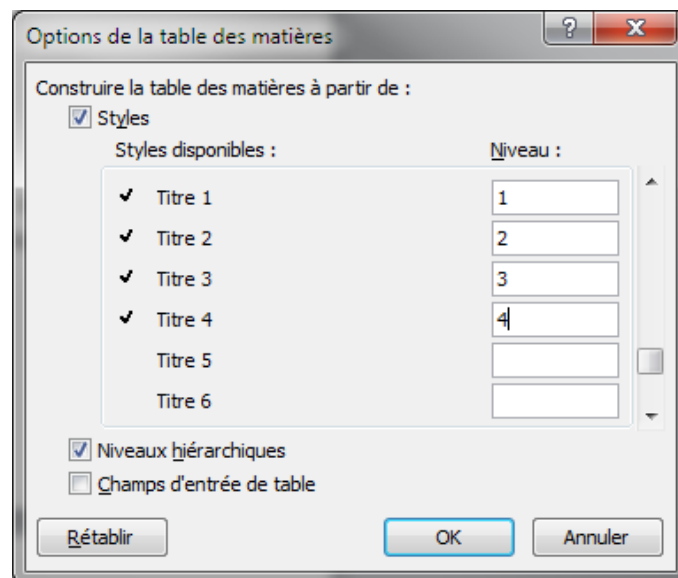 Options de la table des matières
Construire la table des matières à partir de :
Styles
Styles disponibles : Niveau :
Titre 1 1
Titre 2 2
Titre 3 3
Titre 4 4
Titre 5
Titre 6
Niveaux hiérarchiques
Champs d'entrée de table
Rétablir OK Annuler